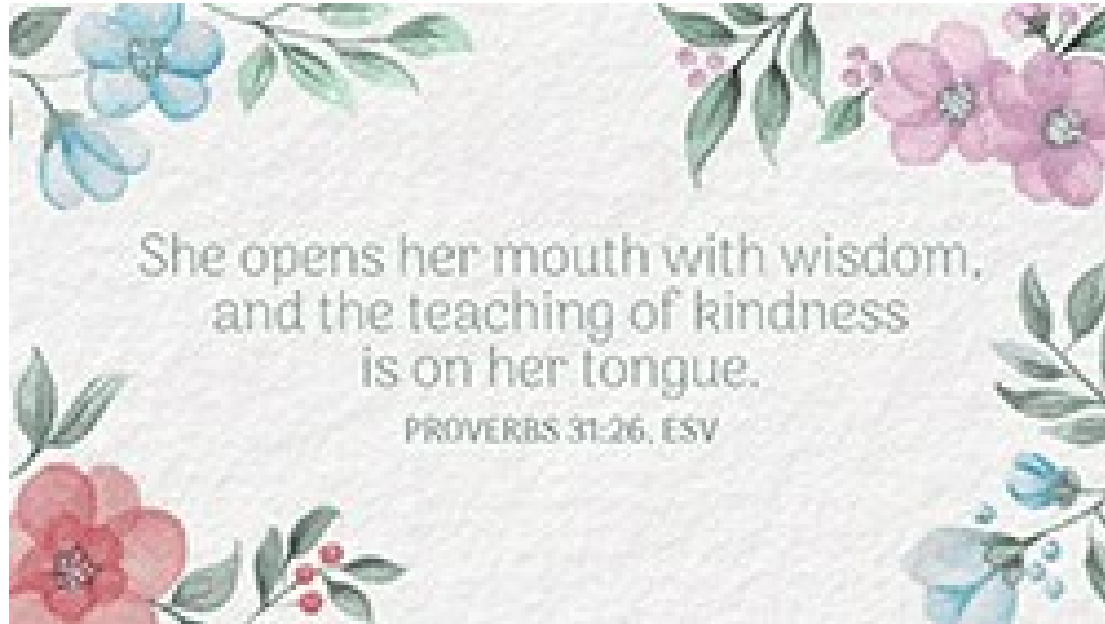 She opens her mouth with wisdom,
and the teaching of kindness
is on her tongue.
PROVERBS 31:26, ESV